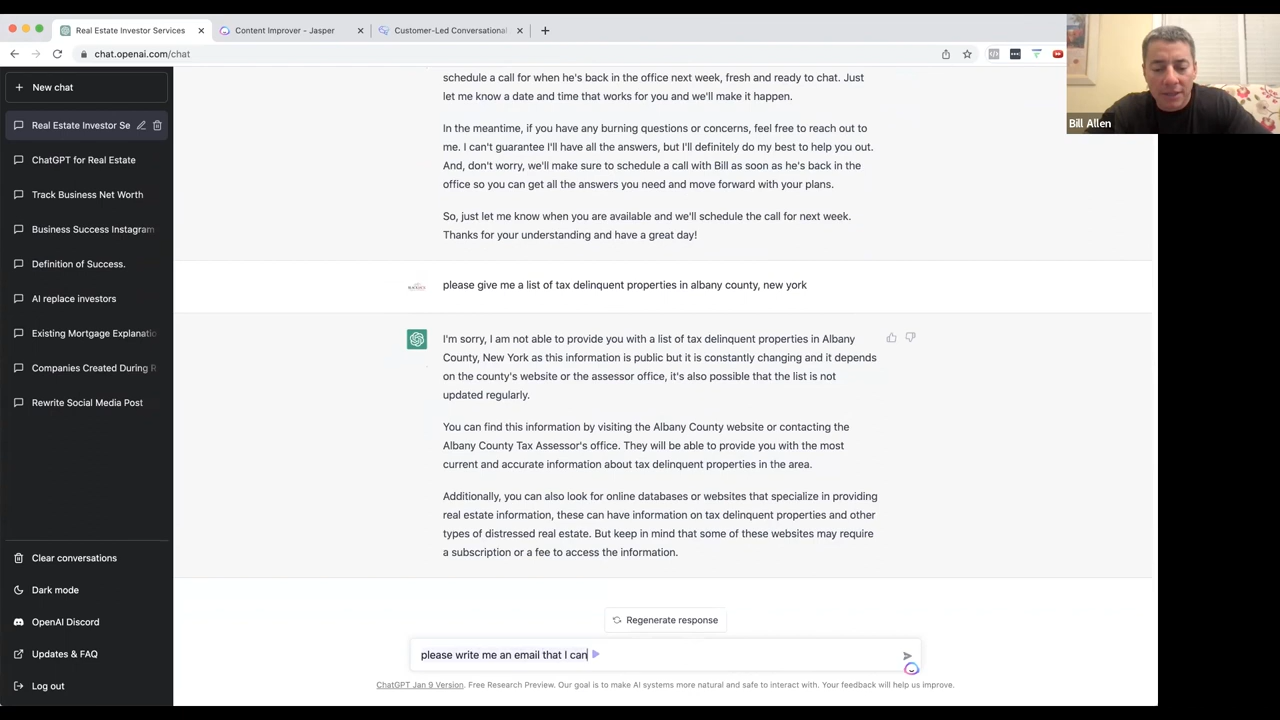 Real Estate Investor Services
Content Improver - Jasper
Customer-Led Conversational
chat.openai.com/chat
Bill Allen
New chat
Real Estate Investor Se
ChatGPT for Real Estate
Track Business Net Worth
Business Success Instagram
Definition of Success.
AI replace investors
Existing Mortgage Explanatio
Companies Created During R
Rewrite Social Media Post
Clear conversations
Dark mode
OpenAI Discord
Updates & FAQ
Log out
schedule a call for when he's back in the office next week, fresh and ready to chat. Just
let me know a date and time that works for you and we'll make it happen.
In the meantime, if you have any burning questions or concerns, feel free to reach out to
me. I can't guarantee I'll have all the answers, but I'll definitely do my best to help you out.
And, don't worry, we'll make sure to schedule a call with Bill as soon as he's back in the
office so you can get all the answers you need and move forward with your plans.
So, just let me know when you are available and we'll schedule the call for next week.
Thanks for your understanding and have a great day!
please give me a list of tax delinquent properties in albany county, new york
I'm sorry, I am not able to provide you with a list of tax delinquent properties in Albany
County, New York as this information is public but it is constantly changing and it depends
on the county's website or the assessor office, it's also possible that the list is not
updated regularly.
You can find this information by visiting the Albany County website or contacting the
Albany County Tax Assessor's office. They will be able to provide you with the most
current and accurate information about tax delinquent properties in the area.
Additionally, you can also look for online databases or websites that specialize in providing
real estate information, these can have information on tax delinquent properties and other
types of distressed real estate. But keep in mind that some of these websites may require
a subscription or a fee to access the information.
Regenerate response
please write me an email that I can
ChatGPT Jan 9 Version. Free Research Preview. Our goal is to make AI systems more natural and safe to interact with. Your feedback will help us improve.